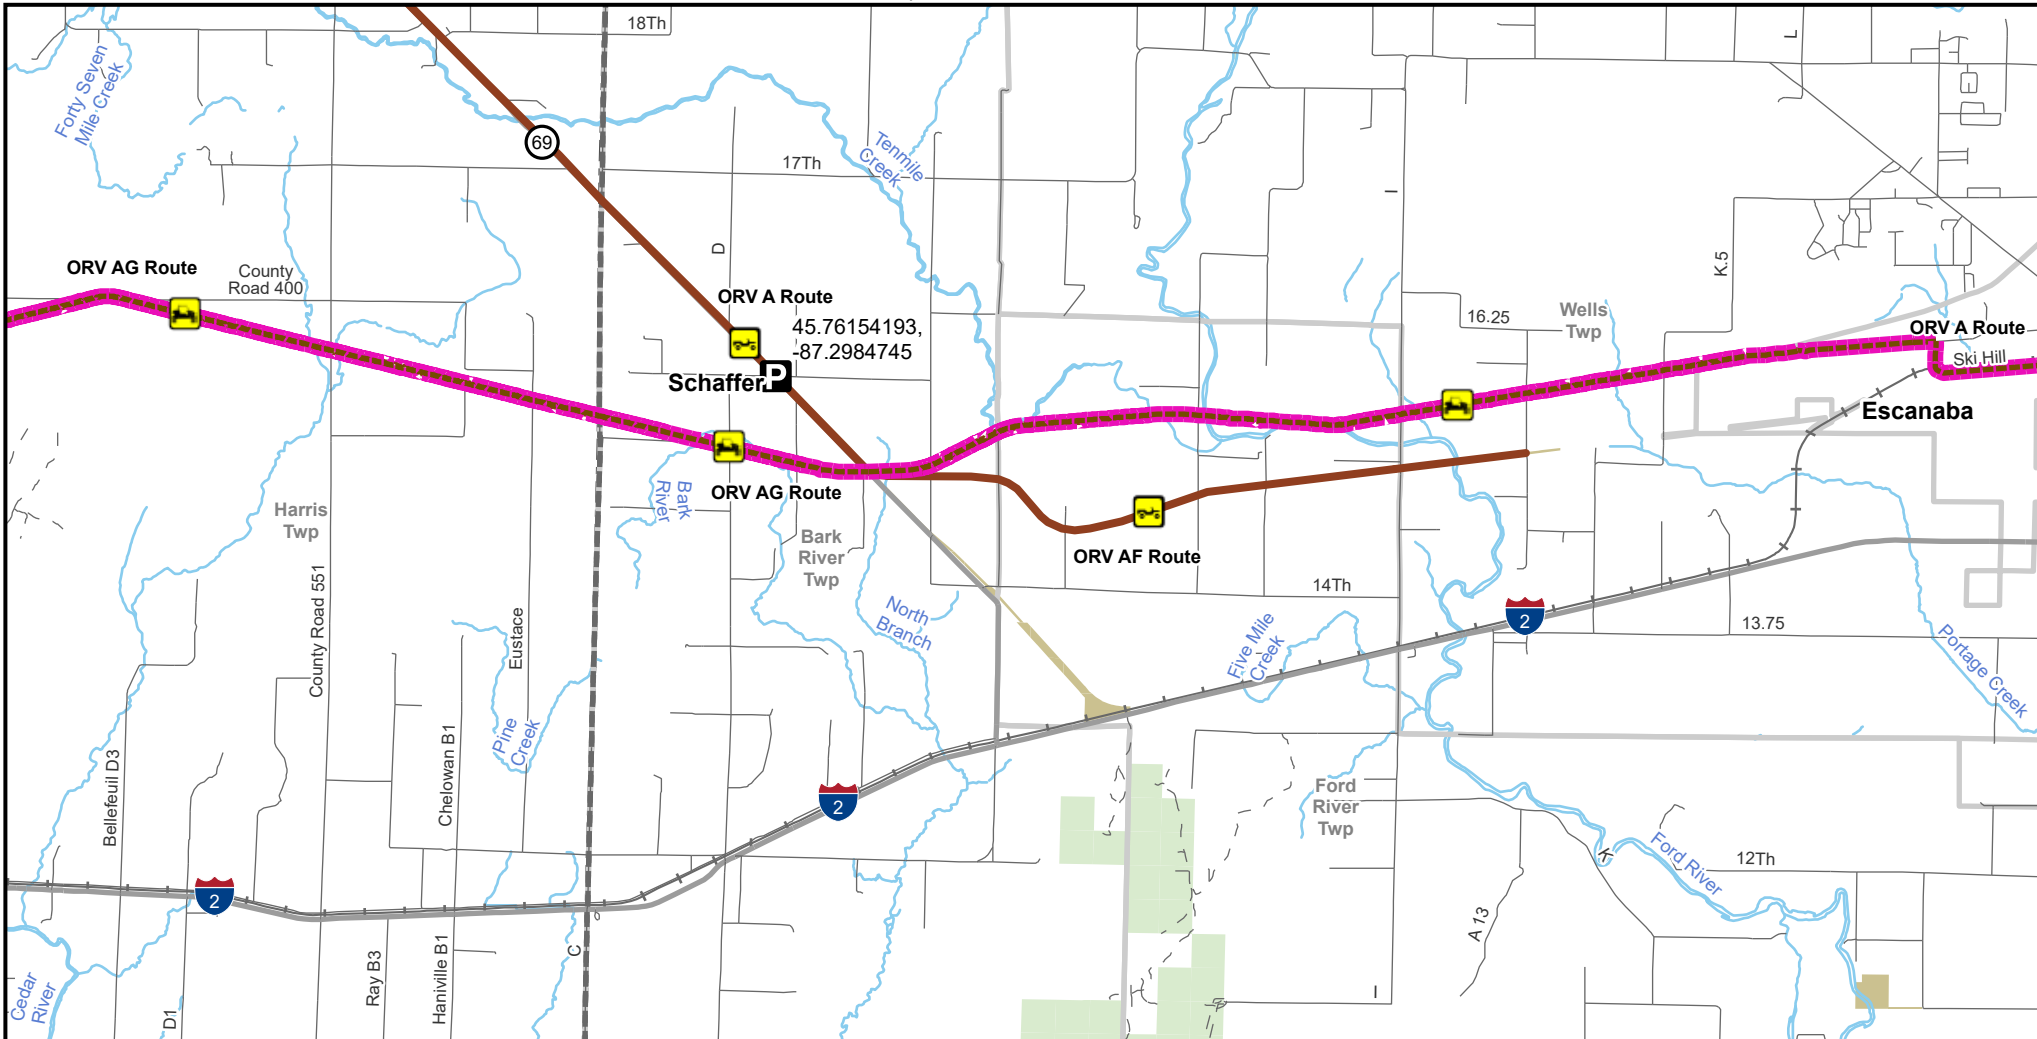 18Th
L
Forty Seven
Mile Creek
69
17Th
Tenmile
Creek
I
D
K.5
ORV AG Route
County
Road 400
ORV A Route
45.76154193,
-87.2984745
16.25
Wells
Twp
ORV A Route
Ski Hill
P
Schaffer
Escanaba
Bark
River
ORV AG Route
Harris
Twp
Bark
River
Twp
ORV AF Route
14Th
County Road 551
Eustace
North
Branch
Five Mile
Creek
2
13.75
Portage Creek
Pine
Creek
Bellefeuil D3
Chelowan B1
2
Ford
River
Twp
K
Ford River
12Th
2
A 13
C
Cedar
River
D1
Ray B3
Haniville B1
I